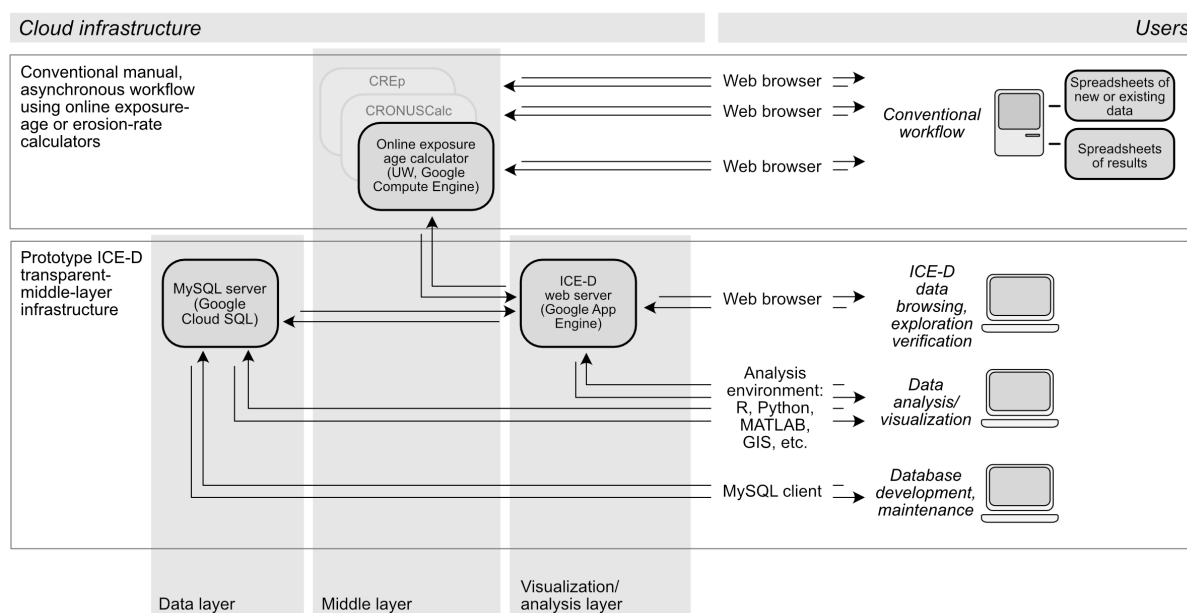 Cloud infrastructure
Users
Conventional manual,
asynchronous workflow
using online exposure-
age or erosion-rate
calculators
CREp
CRONUSCalc
Online exposure
age calculator
(UW, Google
Compute Engine)
Web browser
Web browser
Web browser
Conventional
workflow
Spreadsheets of
new or existing
data
Spreadsheets
of results
Prototype ICE-D
transparent-
middle-layer
infrastructure
MySQL server
(Google
Cloud SQL)
ICE-D
web server
(Google App
Engine)
Web browser
ICE-D
data
browsing,
exploration
verification
Analysis
environment:
R, Python,
MATLAB,
GIS, etc.
Data
analysis/
visualization
MySQL client
Database
development,
maintenance
Data layer
Middle layer
Visualization/
analysis layer